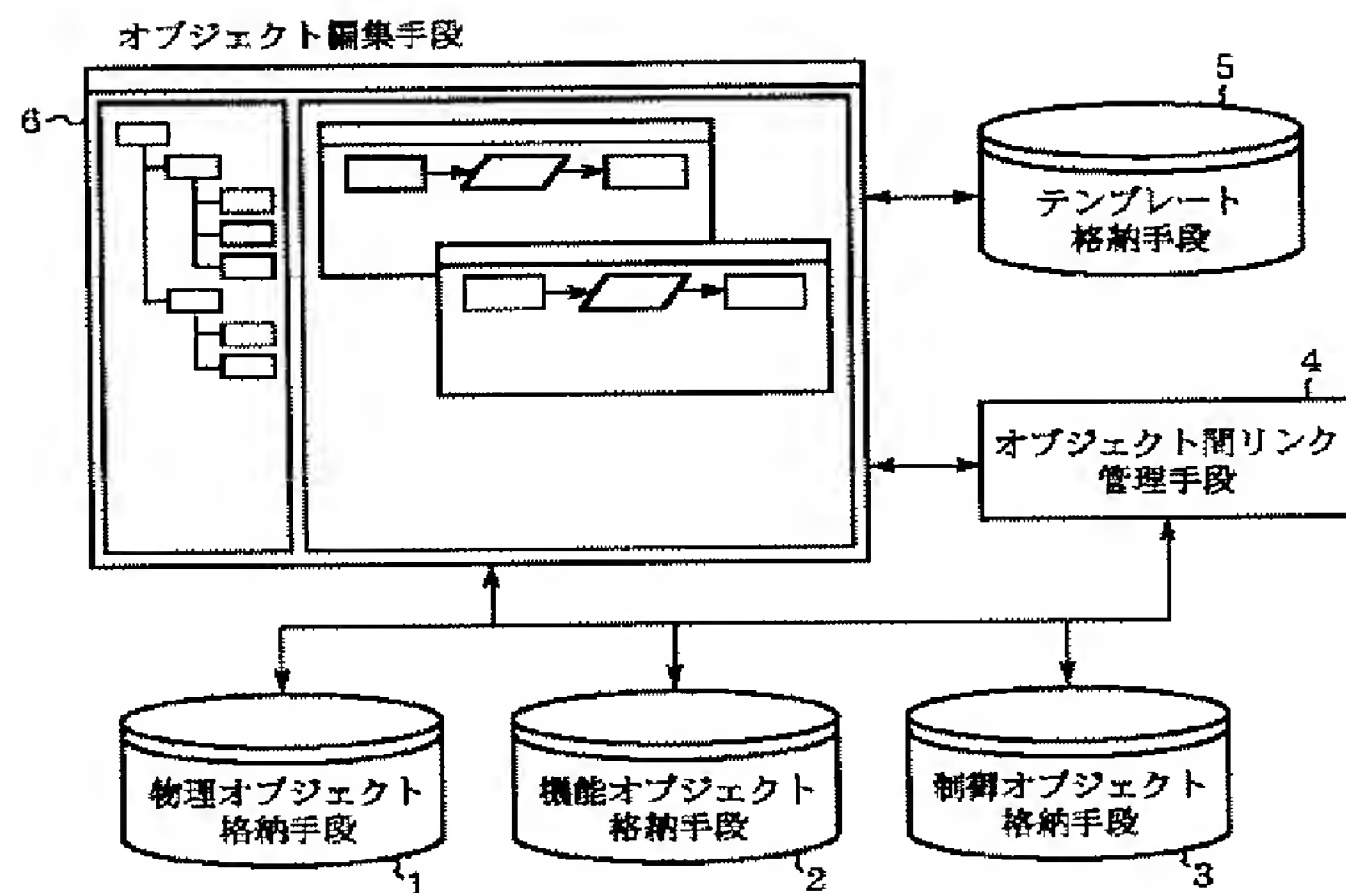 オブジェクト編集手段
6
5
テンプレート
格納手段
4
オブジェクト間リンク
管理手段
物理オブジェクト
格納手段
1
機能オブジェクト
格納手段
2
制御オブジェクト
格納手段
3